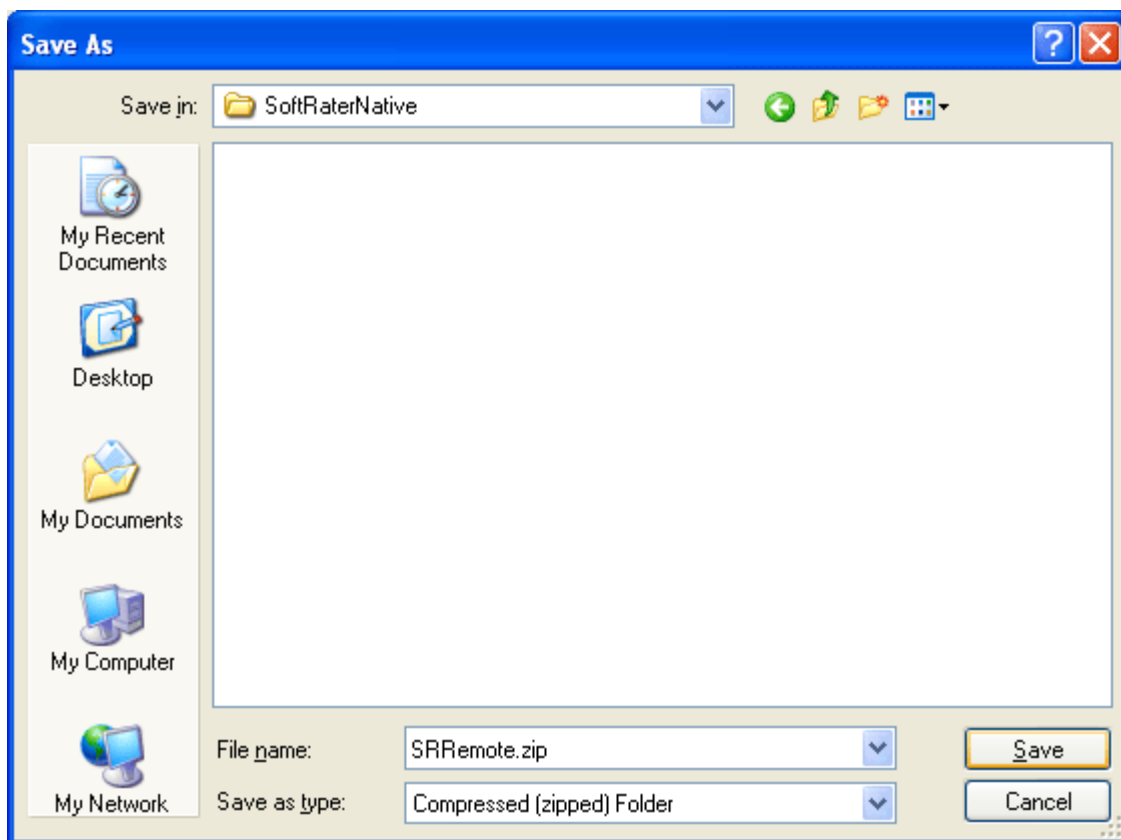 Save As
Save in: SoftRaterNative
My Recent
Documents
Desktop
My Documents
My Computer
My Network
File name: SRRemote.zip Save
Save as type: Compressed (zipped) Folder Cancel